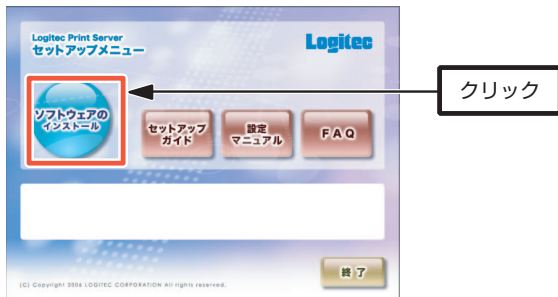 Logitec Print Server
セットアップメニュー
Logitec
クリック
ソフトウェアの
インストール
セットアップ
ガイド
設定
マニュアル
FAQ
終了
(C) Copyright 2006 LOGITEC CORPORATION All rights reserved.